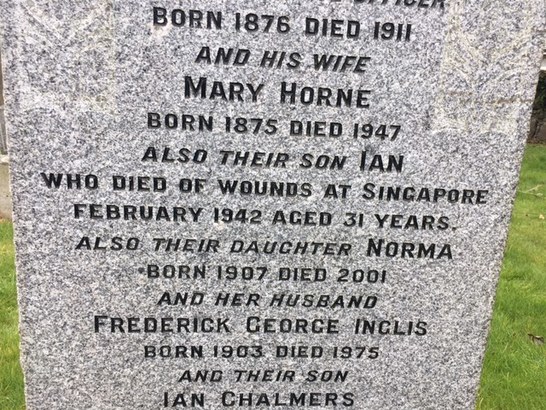 OFFICER
BORN 1876 DIED 1911
AND HIS WIFE
MARY HORNE
BORN 1875 DIED 1947
ALSO THEIR SON IAN
WHO DIED OF WOUNDS AT SINGAPORE
FEBRUARY 1942 AGED 31 YEARS.
ALSO THEIR DAUGHTER NORMA
BORN 1907 DIED 2001
AND HER HUSBAND
FREDERICK GEORGE INGLIS
BORN 1903 DIED 1975
AND THEIR SON
IAN CHALMERS